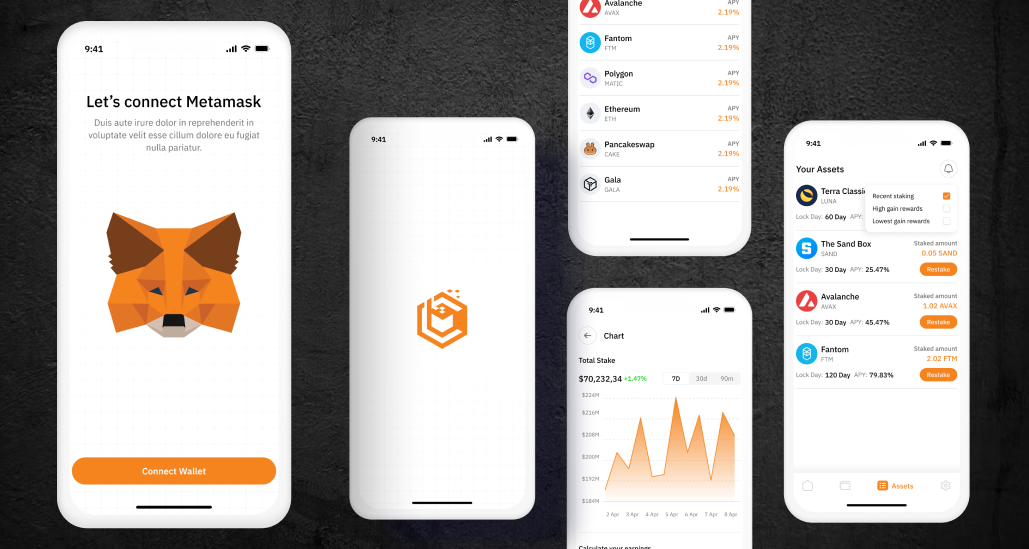 9:41
Let's connect Metamask
Duis aute irure dolor in reprehenderit in
voluptate velit esse cillum dolore eu fugiat
nulla pariatur.
Connect Wallet
9:41
Avalanche APY
AVAX 2.19%
Fantom APY
FTM 2.19%
Polygon APY
MATIC 2.19%
Ethereum APY
ETH 2.19%
Pancakeswap APY
CAKE 2.19%
Gala APY
GALA 2.19%
9:41
Chart
Total Stake
$70,232,34 +1,47% 7D 30d 90m
$224M
$216M
$208M
$200M
$192M
$184M
2 Apr 3 Apr 4 Apr 5 Apr 6 Apr 7 Apr 8 Apr
Calculate your earnings
9:41
Your Assets
Terra Classic
LUNA
Lock Day: 60 Day APY:
Recent staking
High gain rewards
Lowest gain rewards
The Sand Box Staked amount
SAND 0.05 SAND
Lock Day: 30 Day APY: 25.47% Restake
Avalanche Staked amount
AVAX 1.02 AVAX
Lock Day: 30 Day APY: 45.47% Restake
Fantom Staked amount
FTM 2.02 FTM
Lock Day: 120 Day APY: 79.83% Restake
Assets